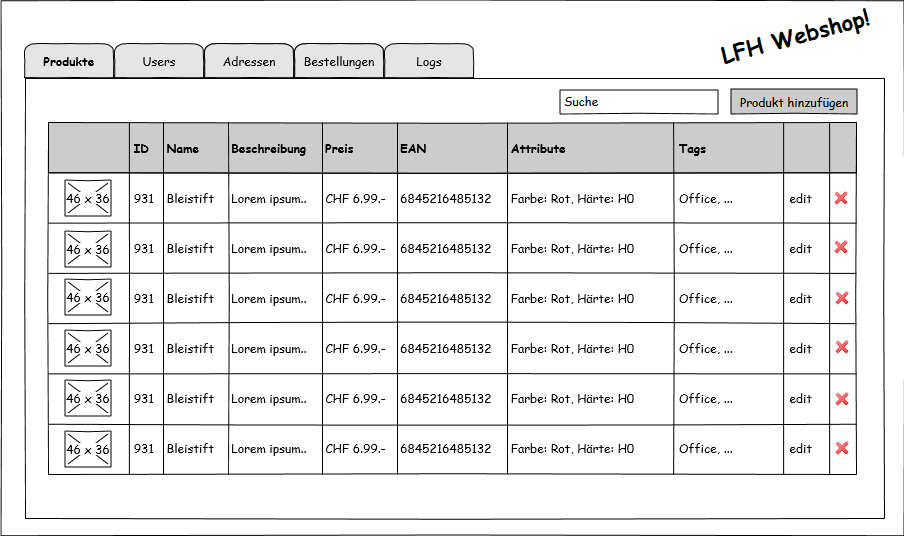 LFH Webshop!
Produkte Users Adressen Bestellungen Logs
Suche Produkt hinzufügen
ID Name Beschreibung Preis EAN Attribute Tags
46 x 36 931 Bleistift Lorem ipsum.. CHF 6.99.- 6845216485132 Farbe: Rot, Härte: H0 Office, ... edit
46 x 36 931 Bleistift Lorem ipsum.. CHF 6.99.- 6845216485132 Farbe: Rot, Härte: H0 Office, ... edit
46 x 36 931 Bleistift Lorem ipsum.. CHF 6.99.- 6845216485132 Farbe: Rot, Härte: H0 Office, ... edit
46 x 36 931 Bleistift Lorem ipsum.. CHF 6.99.- 6845216485132 Farbe: Rot, Härte: H0 Office, ... edit
46 x 36 931 Bleistift Lorem ipsum.. CHF 6.99.- 6845216485132 Farbe: Rot, Härte: H0 Office, ... edit
46 x 36 931 Bleistift Lorem ipsum.. CHF 6.99.- 6845216485132 Farbe: Rot, Härte: H0 Office, ... edit